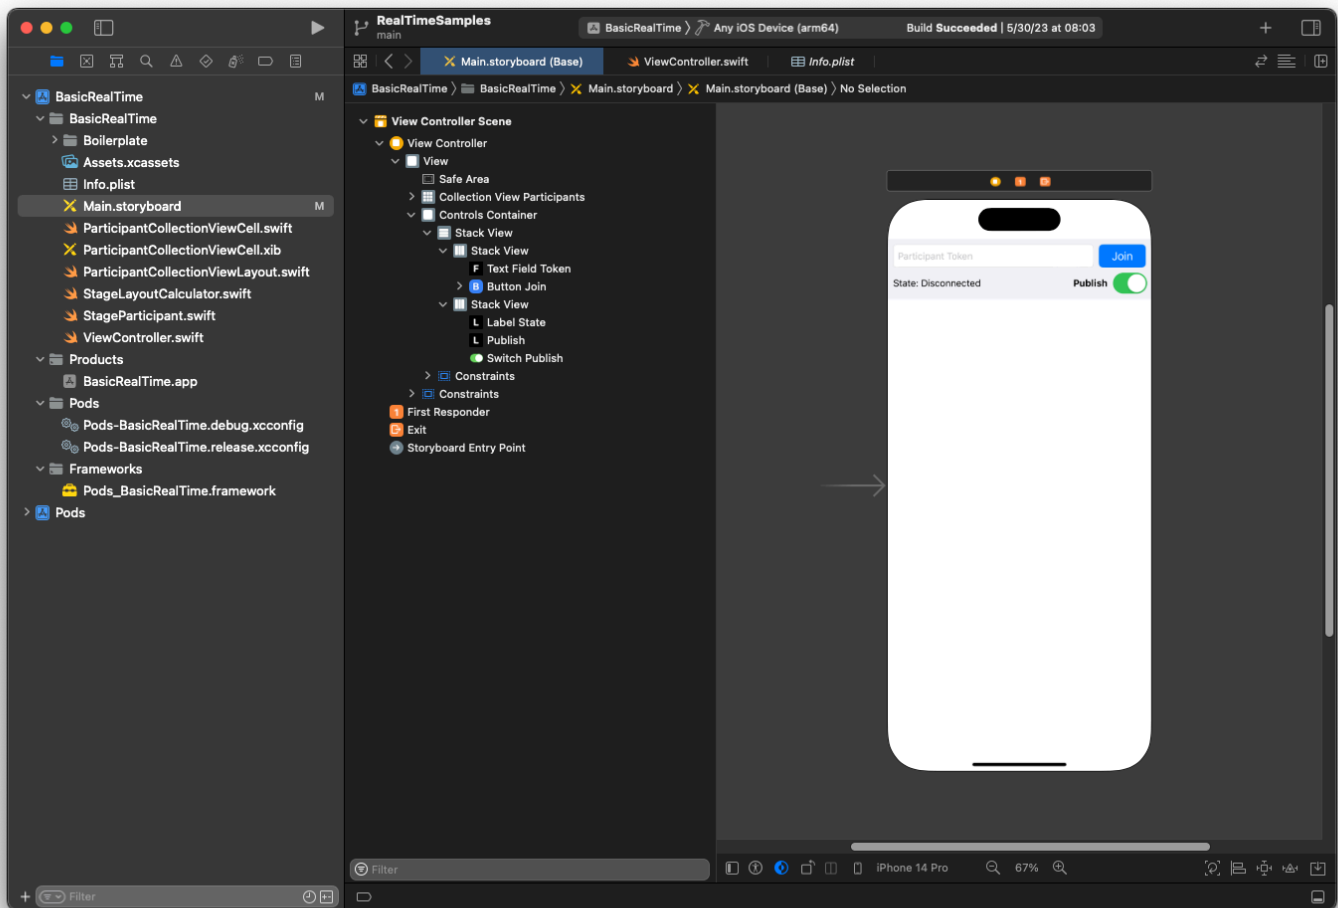 RealTimeSamples
main
BasicRealTime
Any iOS Device (arm64)
Build Succeeded | 5/30/23 at 08:03
Main.storyboard (Base)
ViewController.swift
Info.plist
BasicRealTime
BasicRealTime
Main.storyboard
Main.storyboard (Base)
No Selection
BasicRealTime M
BasicRealTime
Boilerplate
Assets.xcassets
Info.plist
Main.storyboard M
ParticipantCollectionViewCell.swift
ParticipantCollectionViewCell.xib
ParticipantCollectionViewLayout.swift
StageLayoutCalculator.swift
StageParticipant.swift
ViewController.swift
Products
BasicRealTime.app
Pods
Pods-BasicRealTime.debug.xcconfig
Pods-BasicRealTime.release.xcconfig
Frameworks
Pods_BasicRealTime.framework
Pods
Filter
View Controller Scene
View Controller
View
Safe Area
Collection View Participants
Controls Container
Stack View
Stack View
F Text Field Token
B Button Join
Stack View
L Label State
L Publish
Switch Publish
Constraints
Constraints
1 First Responder
Exit
Storyboard Entry Point
Filter
1
Participant Token
Join
State: Disconnected
Publish
iPhone 14 Pro
67%